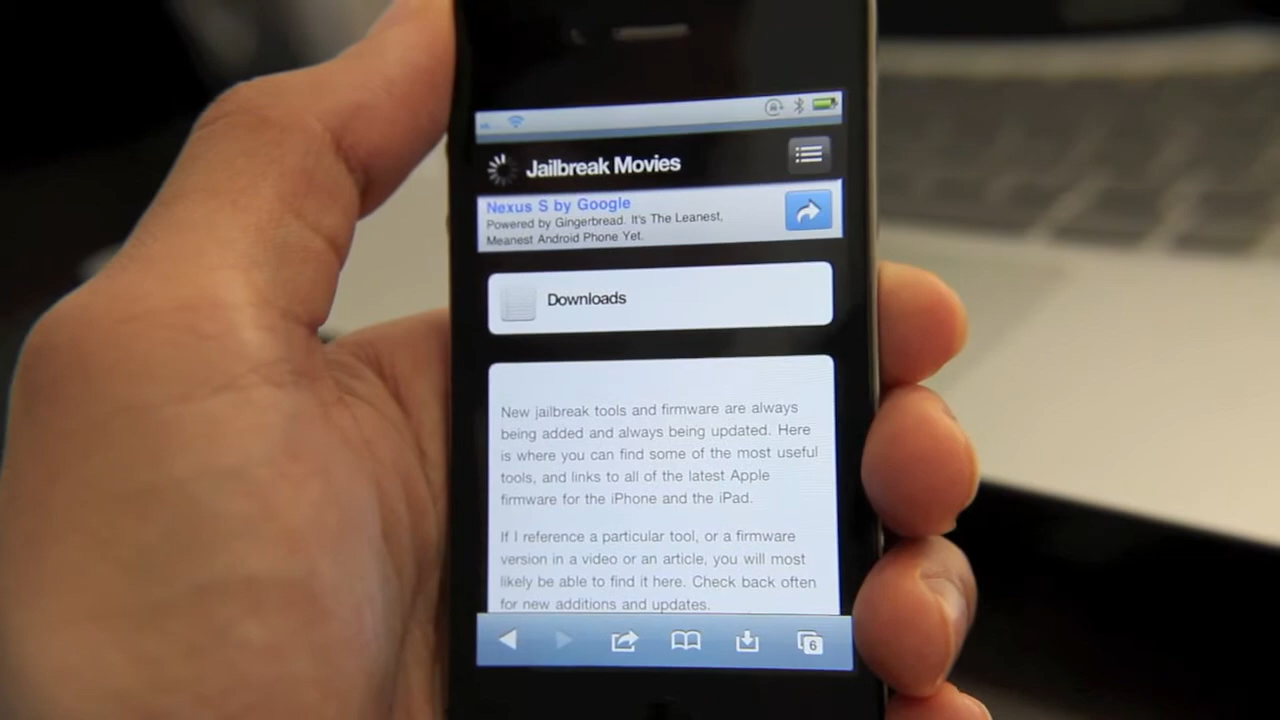 Jailbreak Movies
Nexus S by Google
Powered by Gingerbread. It's The Leanest,
Meanest Android Phone Yet.
Downloads
New jailbreak tools and firmware are always
being added and always being updated. Here
is where you can find some of the most useful
tools, and links to all of the latest Apple
firmware for the iPhone and the iPad.
If I reference a particular tool, or a firmware
version in a video or an article, you will most
likely be able to find it here. Check back often
for new additions and updates.
6